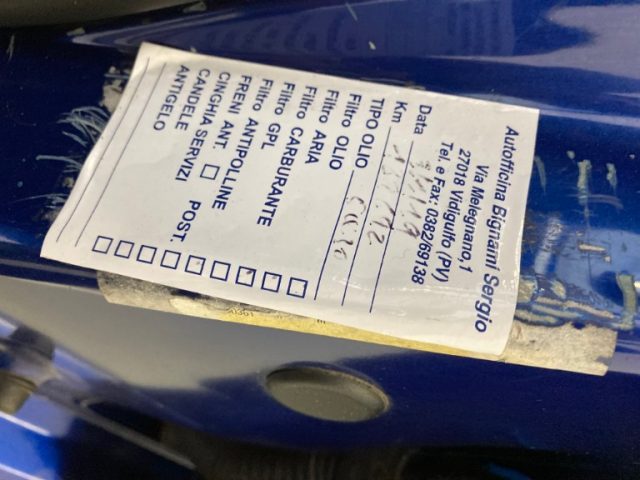 Autofficina Bignami Sergio
Via Melegnano,1
27018 Vidigulfo (PV)
Tel. e Fax: 0382/69138
Data
Km
TIPO OLIO
Filtro OLIO
Filtro ARIA
Filtro CARBURANTE
Filtro GPL
Filtro ANTIPOLLINE
FRENI ANT. POST.
CINGHIA SERVIZI
CANDELE
ANTIGELO